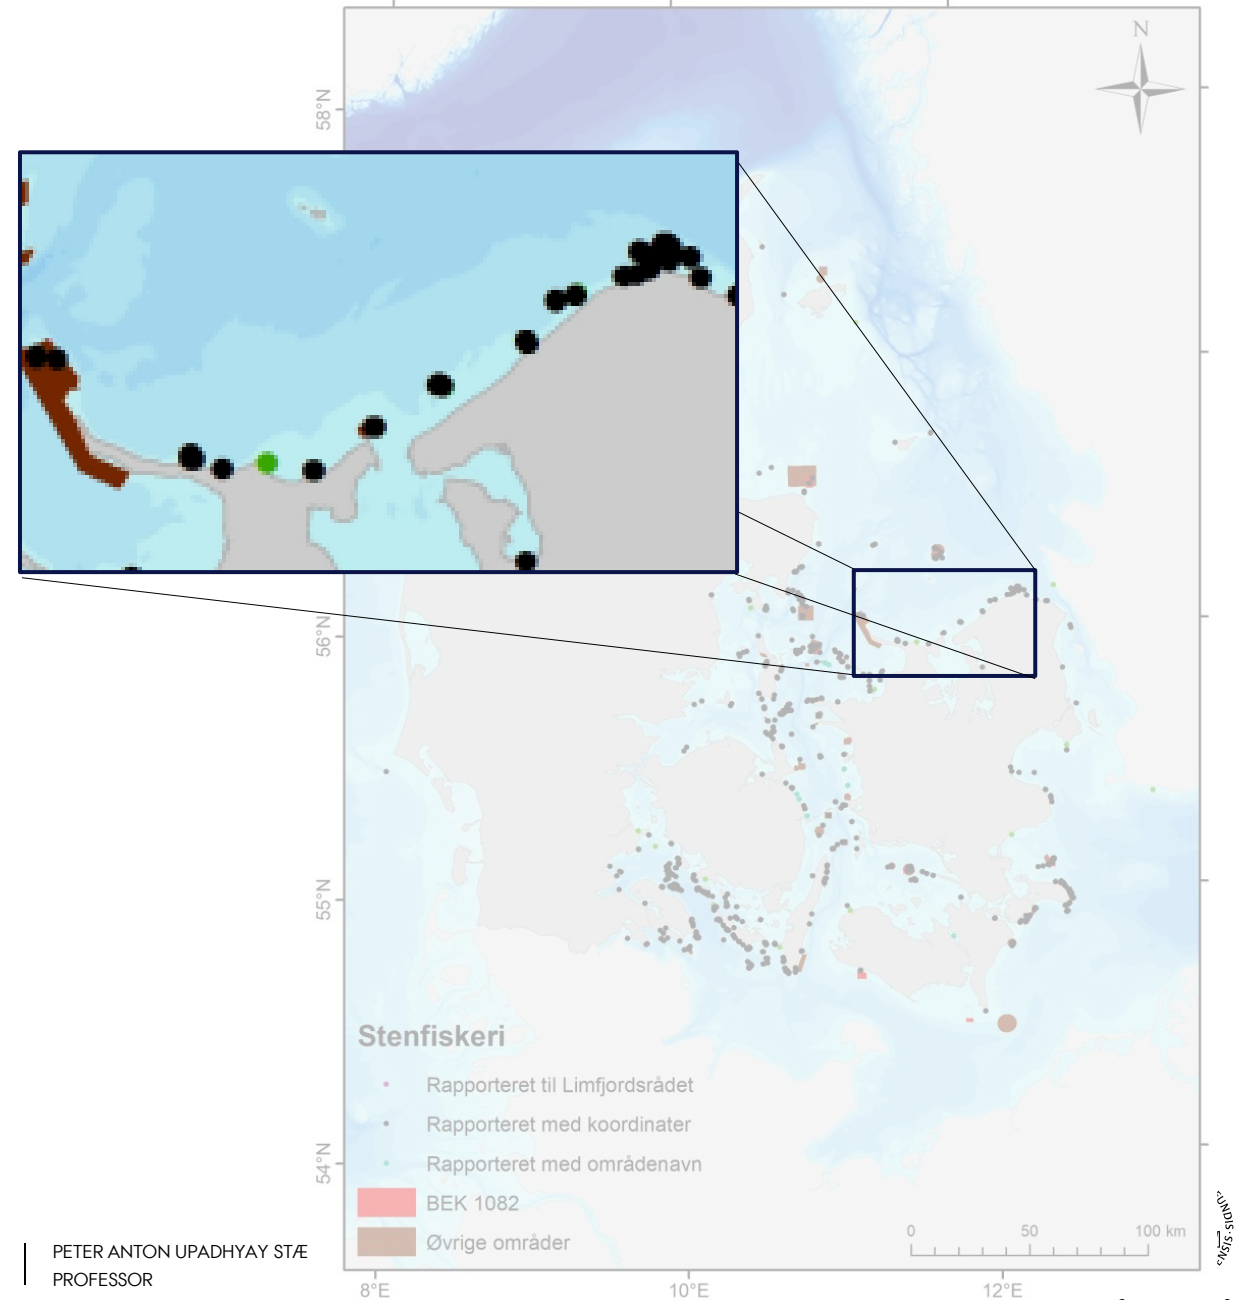 N
58°N
56°N
55°N
54°N
Stenfiskeri
Rapporteret til Limfjordsrådet
Rapporteret med koordinater
Rapporteret med områdenavn
BEK 1082
Øvrige områder
0 50 100 km
8°E 10°E 12°E
PETER ANTON UPADHYAY STÆ
PROFESSOR